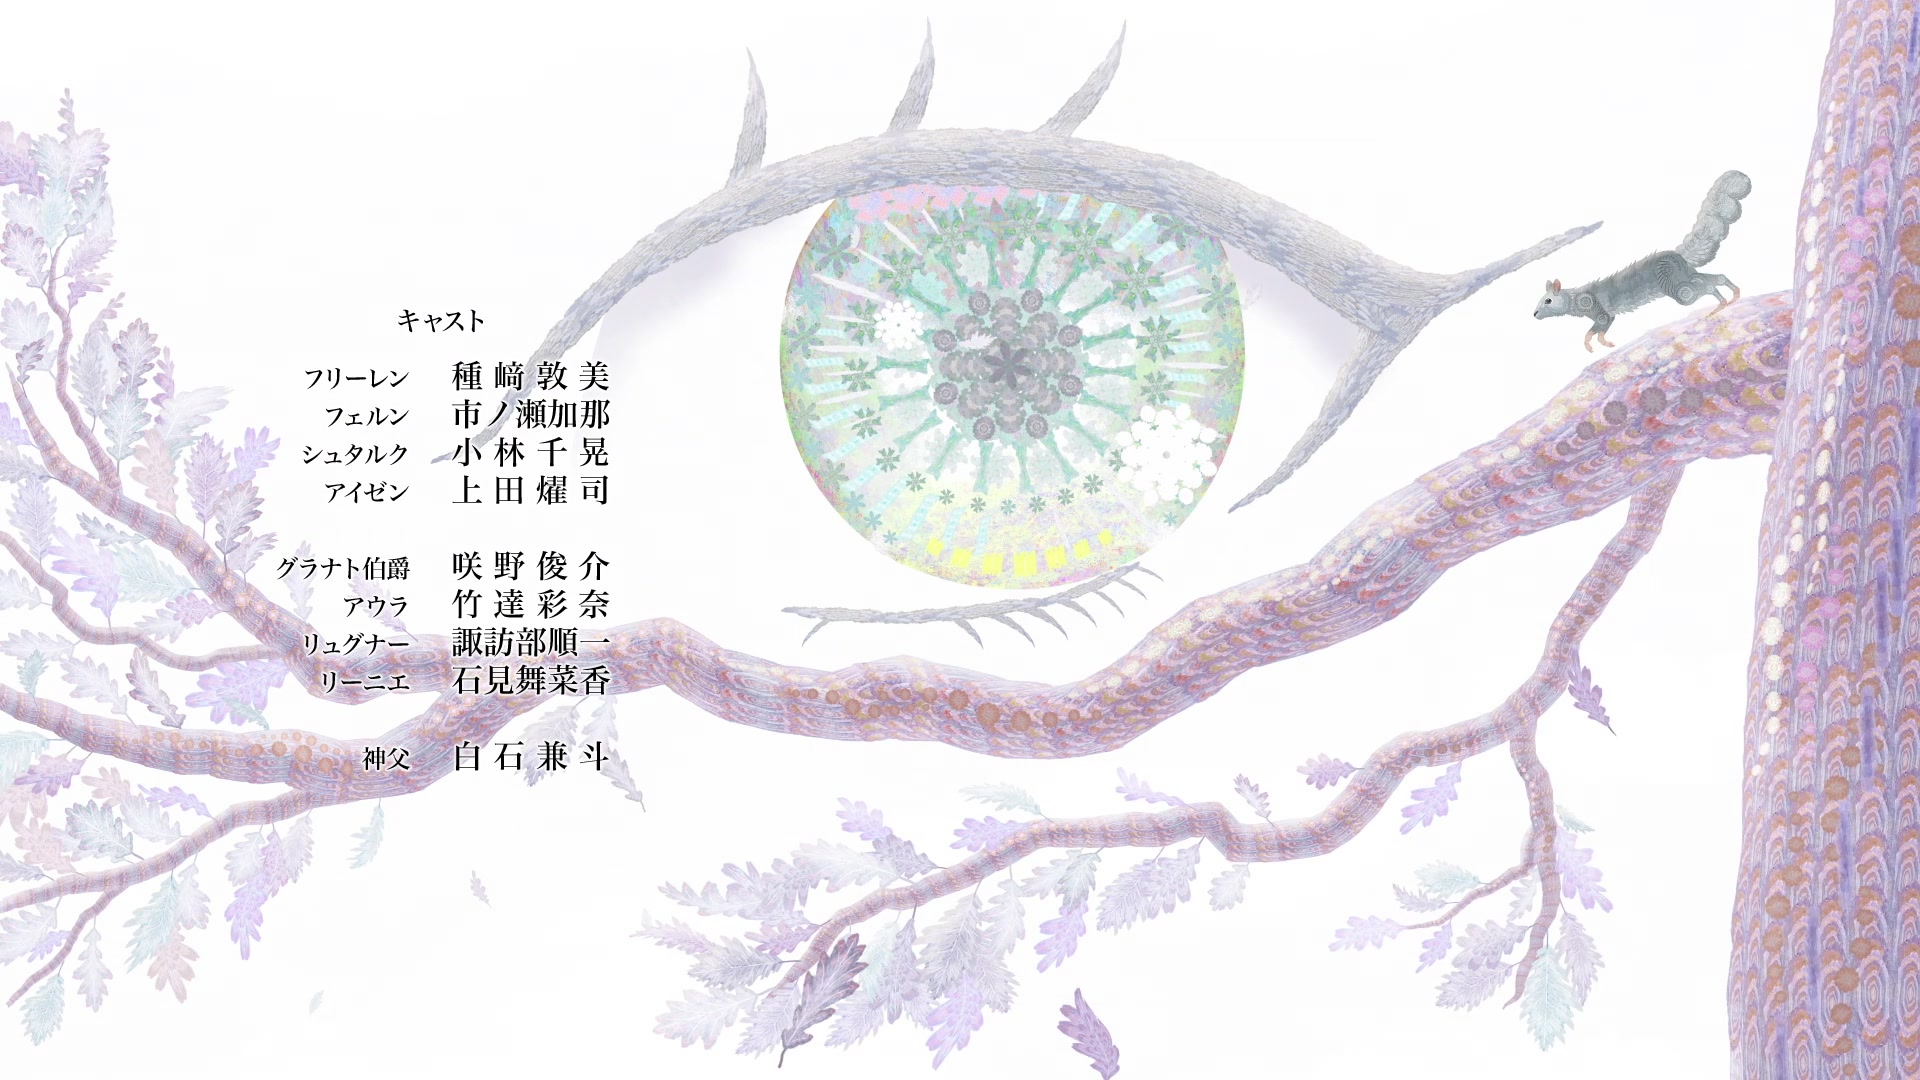 キャスト
フリーレン 種﨑敦美
フェルン 市ノ瀬加那
シュタルク 小林千晃
アイゼン 上田燿司
グラナト伯爵 咲野俊介
アウラ 竹達彩奈
リュグナー 諏訪部順一
リーニエ 石見舞菜香
神父 白石兼斗